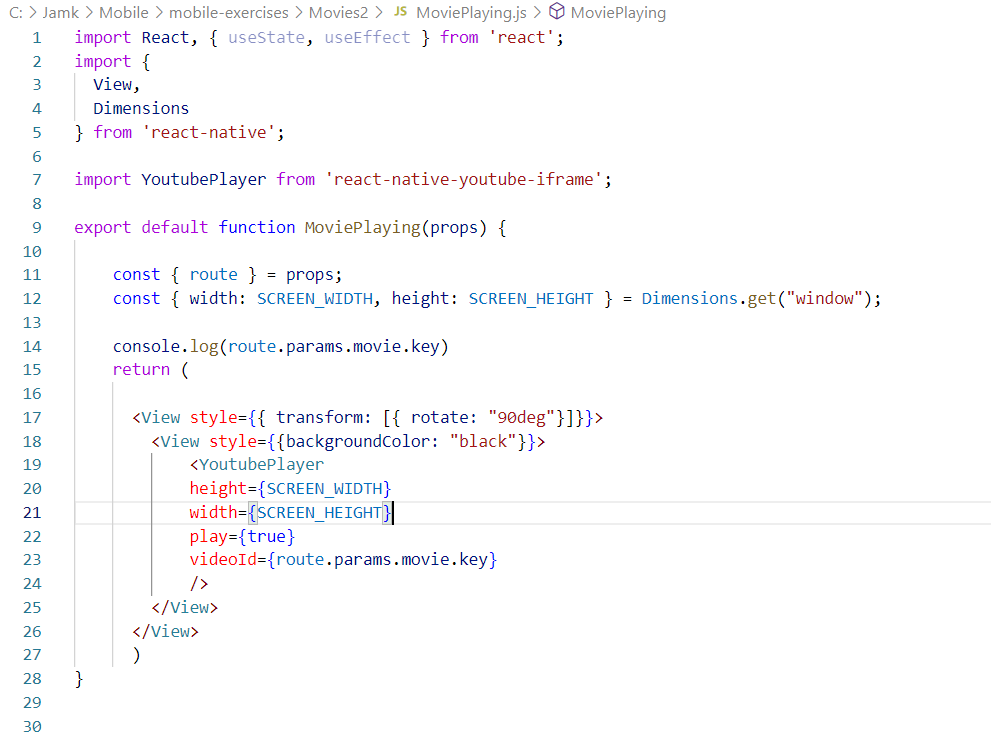 C: > Jamk > Mobile > mobile-exercises > Movies2 > JS MoviePlaying.js > MoviePlaying
1 import React, { useState, useEffect } from 'react';
2 import {
3   View,
4   Dimensions
5 } from 'react-native';
6
7 import YoutubePlayer from 'react-native-youtube-iframe';
8
9 export default function MoviePlaying(props) {
10
11     const { route } = props;
12     const { width: SCREEN_WIDTH, height: SCREEN_HEIGHT } = Dimensions.get("window");
13
14     console.log(route.params.movie.key)
15     return (
16
17       <View style={{ transform: [{ rotate: "90deg"}]}}>
18         <View style={{backgroundColor: "black"}}>
19             <YoutubePlayer
20             height={SCREEN_WIDTH}
21             width={SCREEN_HEIGHT}
22             play={true}
23             videoId={route.params.movie.key}
24             />
25         </View>
26       </View>
27       )
28 }
29
30